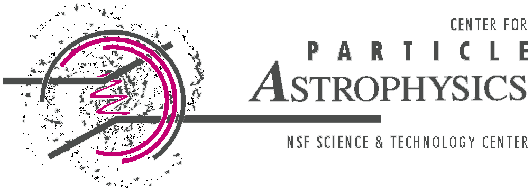 CENTER FOR
PARTICLE
ASTROPHYSICS
NSF SCIENCE & TECHNOLOGY CENTER